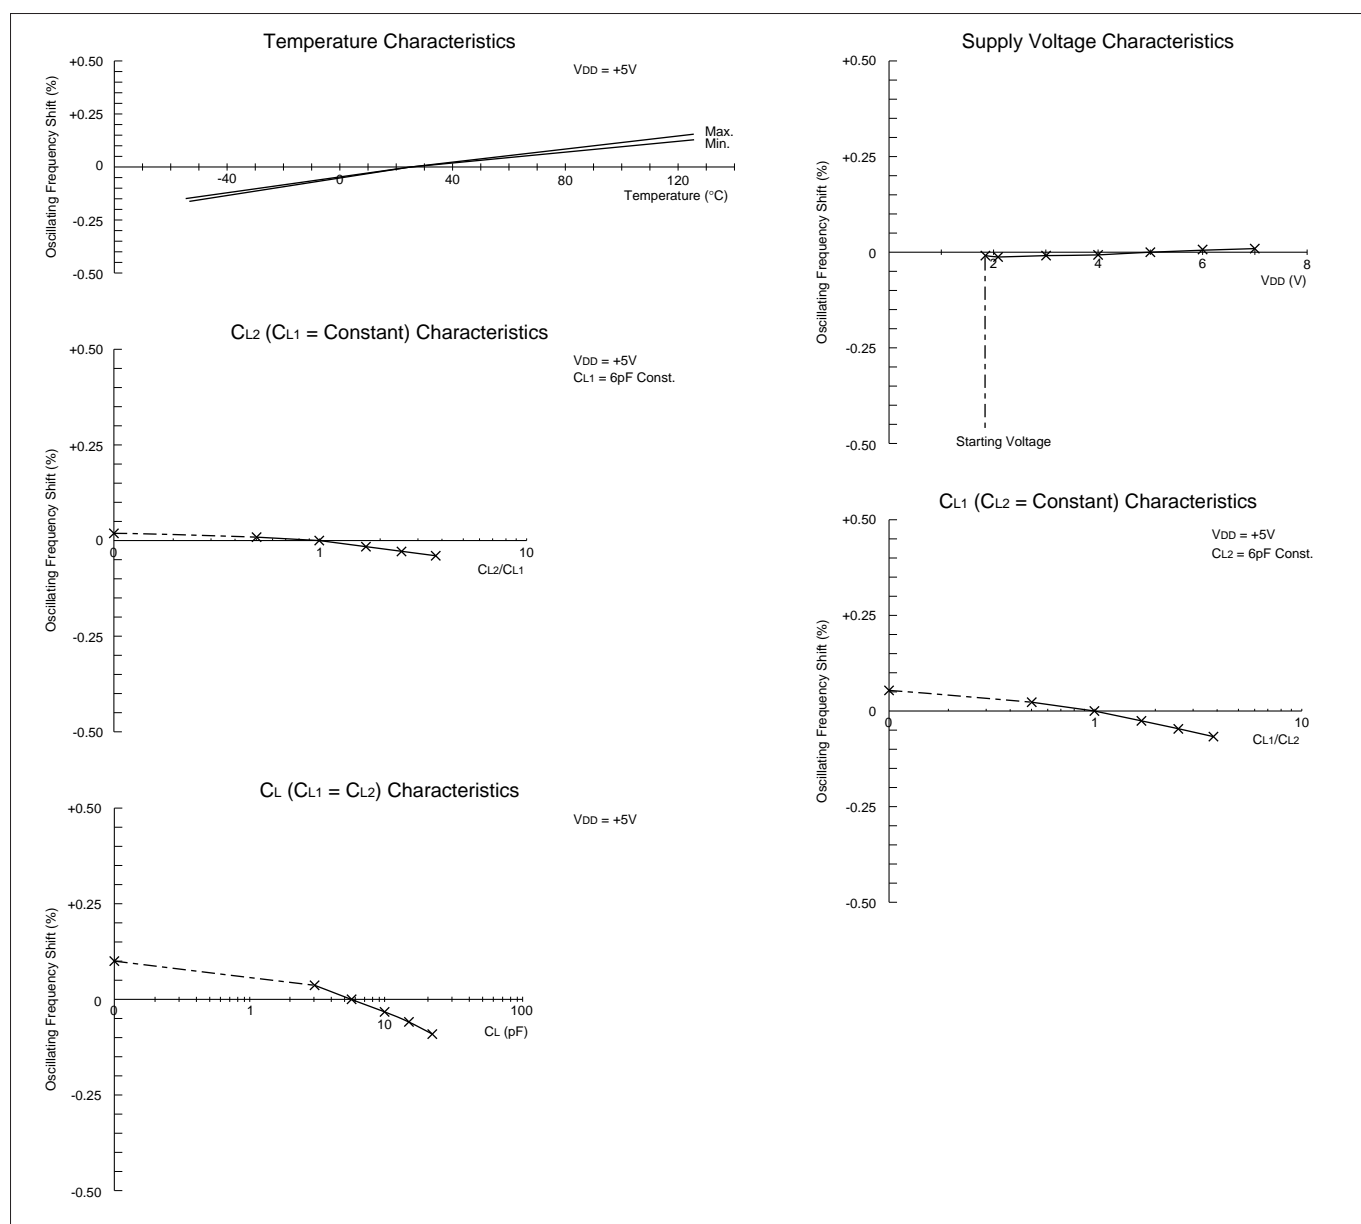 Temperature Characteristics
Oscillating Frequency Shift (%)
+0.50
+0.25
0
-0.25
-0.50
VDD = +5V
Max.
Min.
-40
0
40
80
120
Temperature (°C)
Supply Voltage Characteristics
Oscillating Frequency Shift (%)
+0.50
+0.25
0
-0.25
-0.50
2
4
6
8
VDD (V)
Starting Voltage
CL2 (CL1 = Constant) Characteristics
Oscillating Frequency Shift (%)
+0.50
+0.25
0
-0.25
-0.50
VDD = +5V
CL1 = 6pF Const.
0
1
10
CL2/CL1
CL1 (CL2 = Constant) Characteristics
Oscillating Frequency Shift (%)
+0.50
+0.25
0
-0.25
-0.50
VDD = +5V
CL2 = 6pF Const.
0
1
10
CL1/CL2
CL (CL1 = CL2) Characteristics
Oscillating Frequency Shift (%)
+0.50
+0.25
0
-0.25
-0.50
VDD = +5V
0
1
10
100
CL (pF)